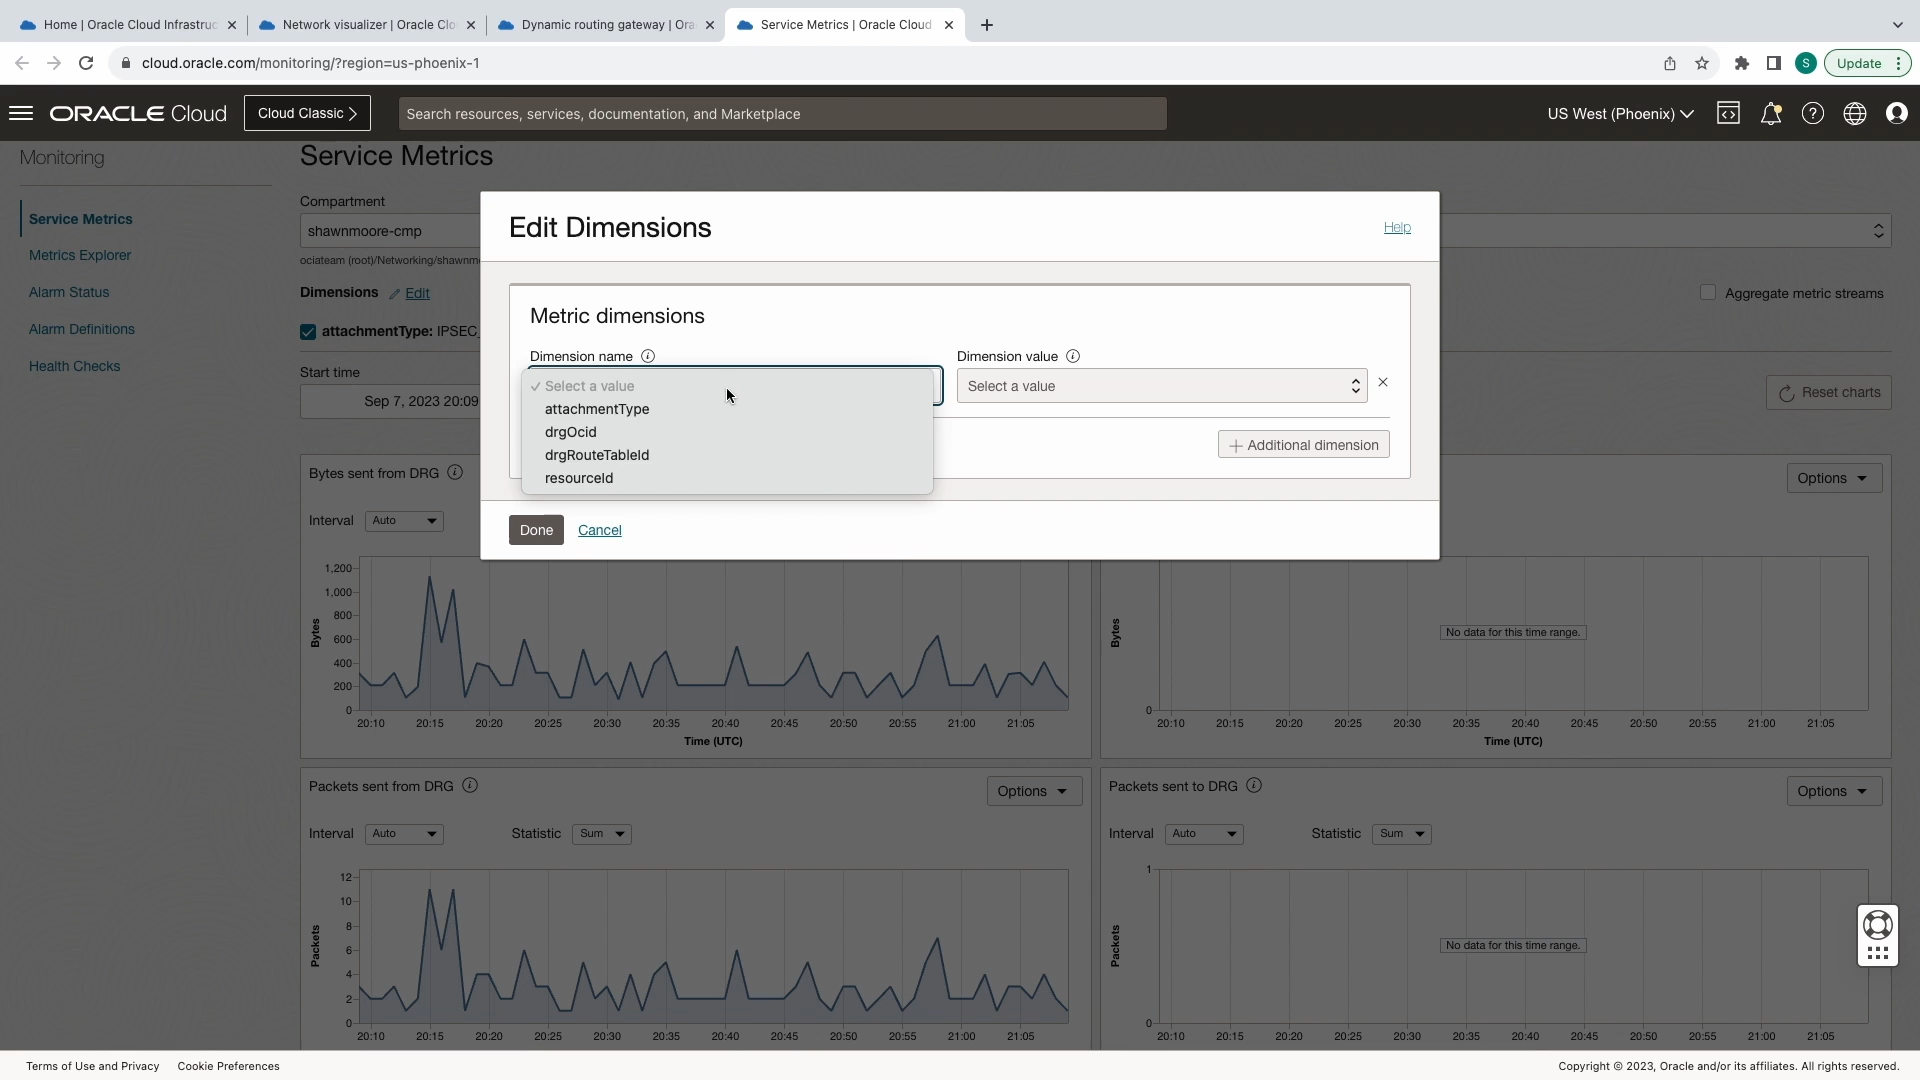 Home | Oracle Cloud Infrastruc
Network visualizer | Oracle Clo
Dynamic routing gateway | Ora
Service Metrics | Oracle Cloud
cloud.oracle.com/monitoring/?region=us-phoenix-1
S
Update
ORACLE Cloud
Cloud Classic
Search resources, services, documentation, and Marketplace
US West (Phoenix)
Monitoring
Service Metrics
Metrics Explorer
Alarm Status
Alarm Definitions
Health Checks
Service Metrics
Compartment
shawnmoore-cmp
ociateam (root)/Networking/shawnm
Dimensions Edit
Aggregate metric streams
attachmentType: IPSEC_
Start time
Sep 7, 2023 20:09
Reset charts
Edit Dimensions
Help
Metric dimensions
Dimension name
Dimension value
Select a value
Select a value
attachmentType
drgOcid
drgRouteTableId
resourceId
Additional dimension
Done
Cancel
Bytes sent from DRG
Interval Auto
1,200
1,000
800
600
400
200
0
Bytes
20:10 20:15 20:20 20:25 20:30 20:35 20:40 20:45 20:50 20:55 21:00 21:05
Time (UTC)
Options
Bytes
No data for this time range.
0
20:10 20:15 20:20 20:25 20:30 20:35 20:40 20:45 20:50 20:55 21:00 21:05
Time (UTC)
Packets sent from DRG
Options
Interval Auto Statistic Sum
12
10
8
6
4
2
0
Packets
20:10 20:15 20:20 20:25 20:30 20:35 20:40 20:45 20:50 20:55 21:00 21:05
Packets sent to DRG
Options
Interval Auto Statistic Sum
1
Packets
No data for this time range.
0
20:10 20:15 20:20 20:25 20:30 20:35 20:40 20:45 20:50 20:55 21:00 21:05
Terms of Use and Privacy Cookie Preferences
Copyright © 2023, Oracle and/or its affiliates. All rights reserved.